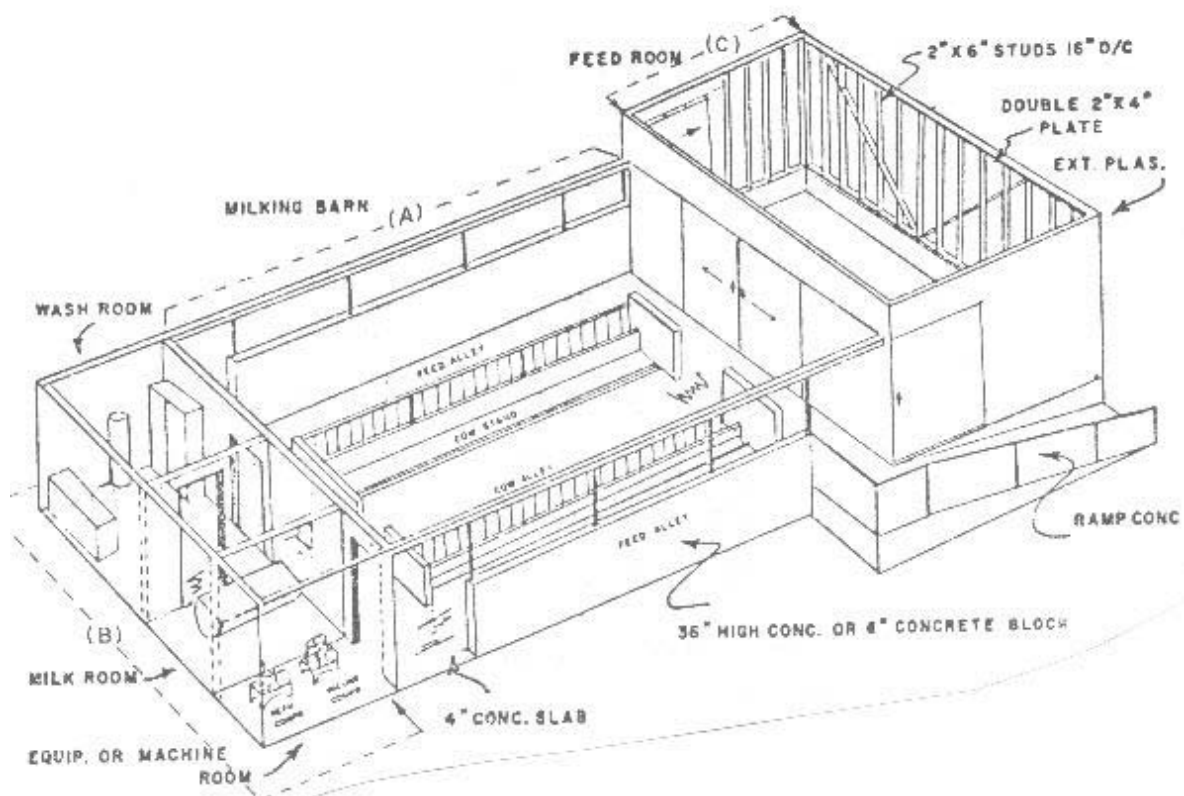 FEED ROOM
(C)
2"X6" STUDS 16" O/C
DOUBLE 2"X4"
PLATE
EXT. PLAS.
MILKING BARN
(A)
WASH ROOM
FEED ALLEY
COW STAND
COW ALLEY
FEED ALLEY
RAMP CONC
36" HIGH CONC. OR 6" CONCRETE BLOCK
(B)
MILK ROOM
4" CONC. SLAB
EQUIP. OR MACHINE
ROOM